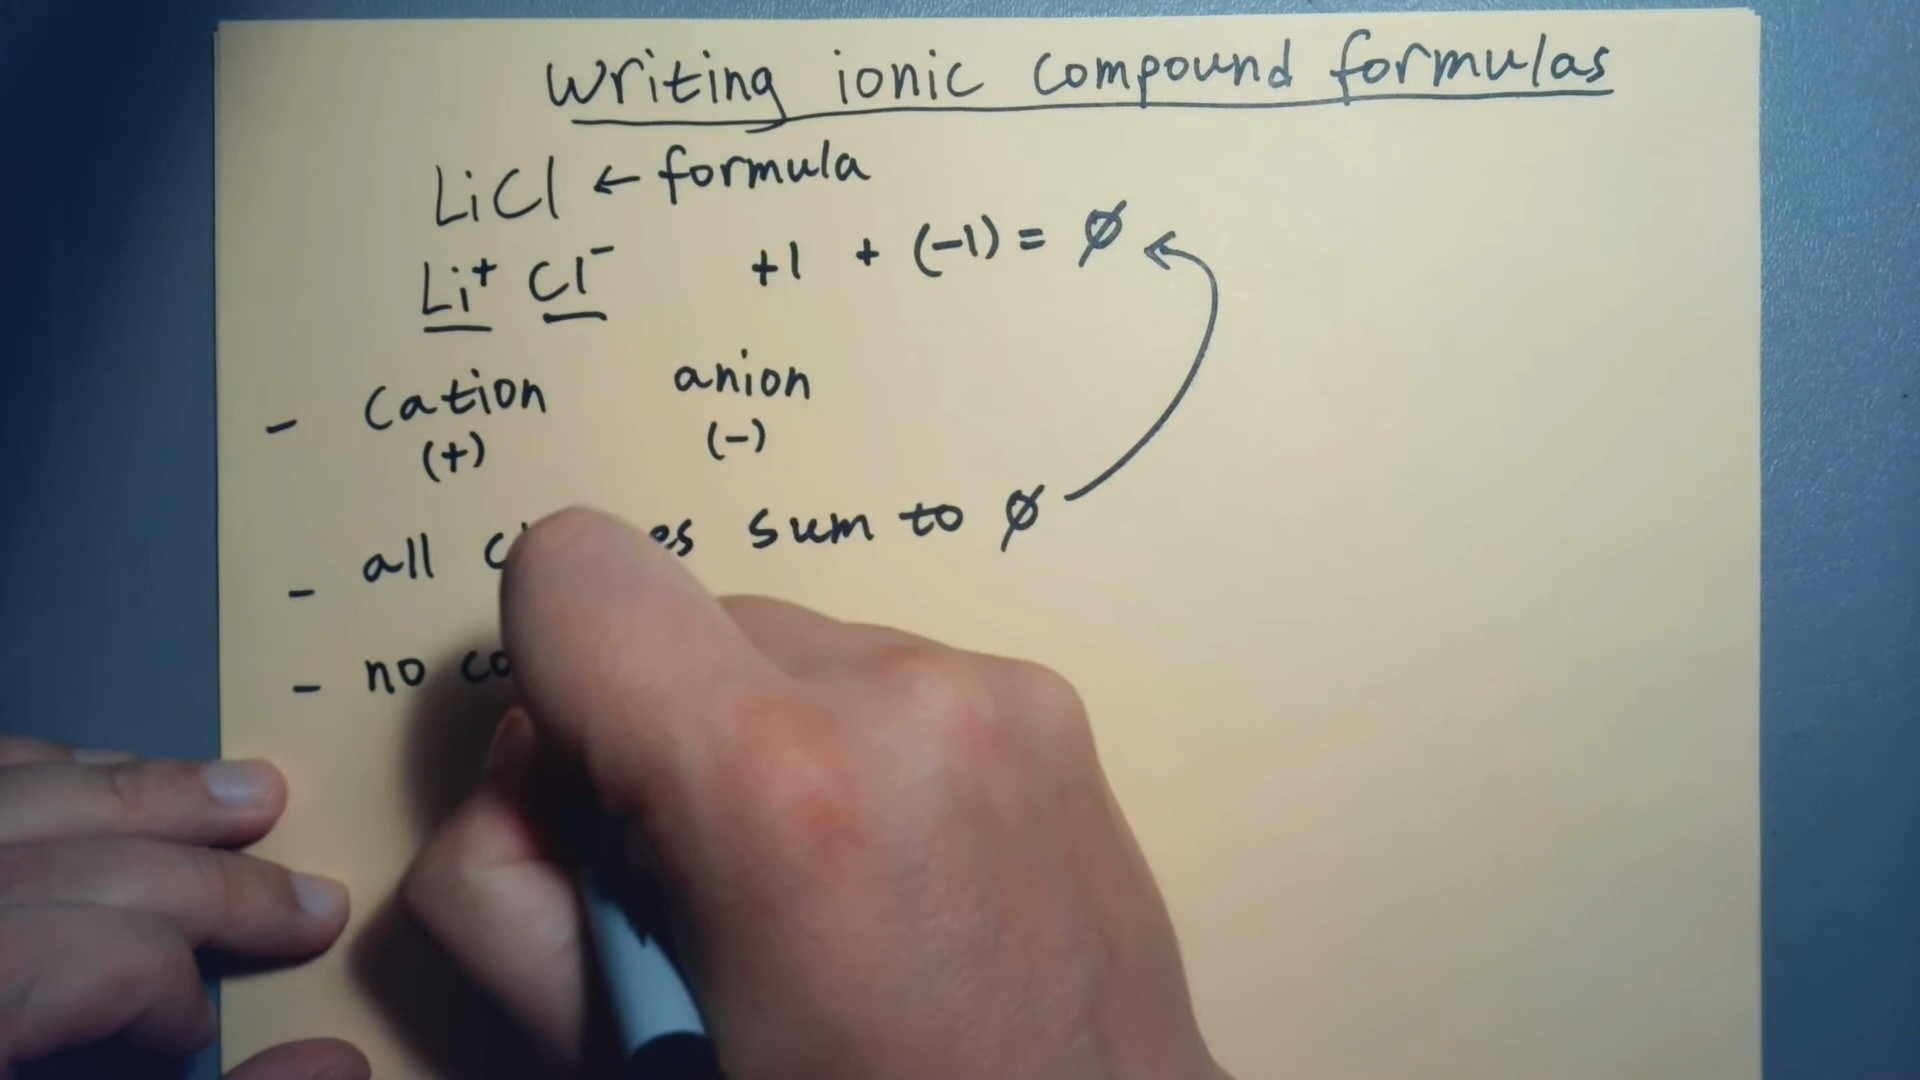 Writing ionic compound formulas
LiCl ← formula
Li⁺ Cl⁻ +1 + (-1) = ∅
- Cation anion
(+) (-)
- all sum to ∅
- no